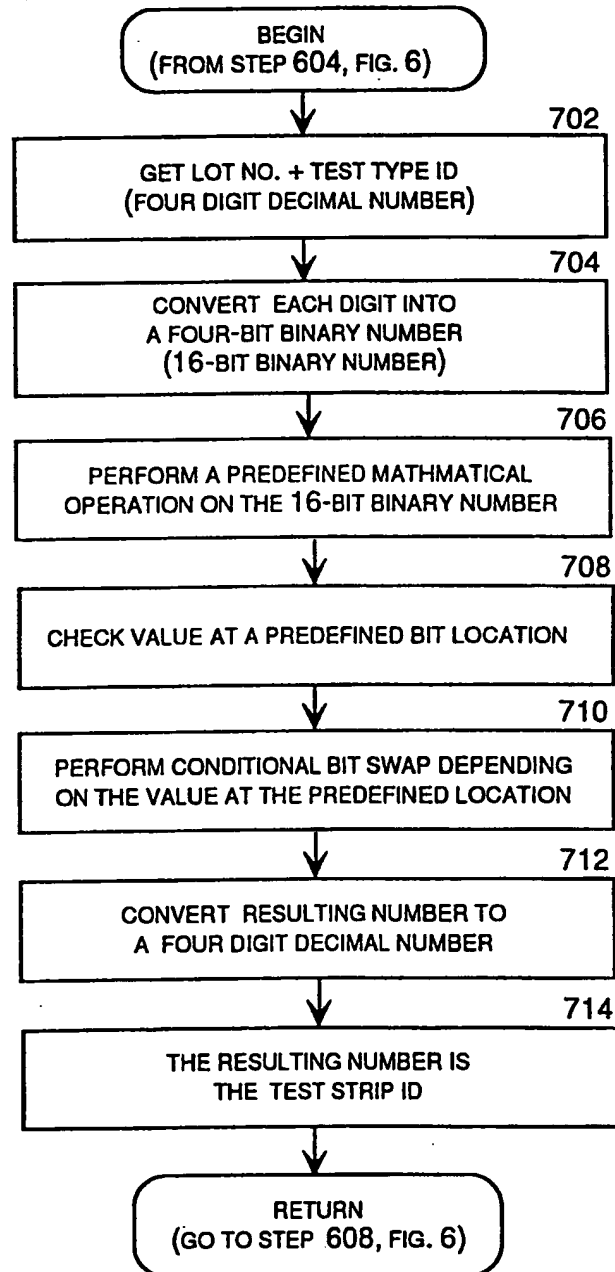 BEGIN
(FROM STEP 604, FIG. 6)
702
GET LOT NO. + TEST TYPE ID
(FOUR DIGIT DECIMAL NUMBER)
704
CONVERT EACH DIGIT INTO
A FOUR-BIT BINARY NUMBER
(16-BIT BINARY NUMBER)
706
PERFORM A PREDEFINED MATHMATICAL
OPERATION ON THE 16-BIT BINARY NUMBER
708
CHECK VALUE AT A PREDEFINED BIT LOCATION
710
PERFORM CONDITIONAL BIT SWAP DEPENDING
ON THE VALUE AT THE PREDEFINED LOCATION
712
CONVERT RESULTING NUMBER TO
A FOUR DIGIT DECIMAL NUMBER
714
THE RESULTING NUMBER IS
THE TEST STRIP ID
RETURN
(GO TO STEP 608, FIG. 6)